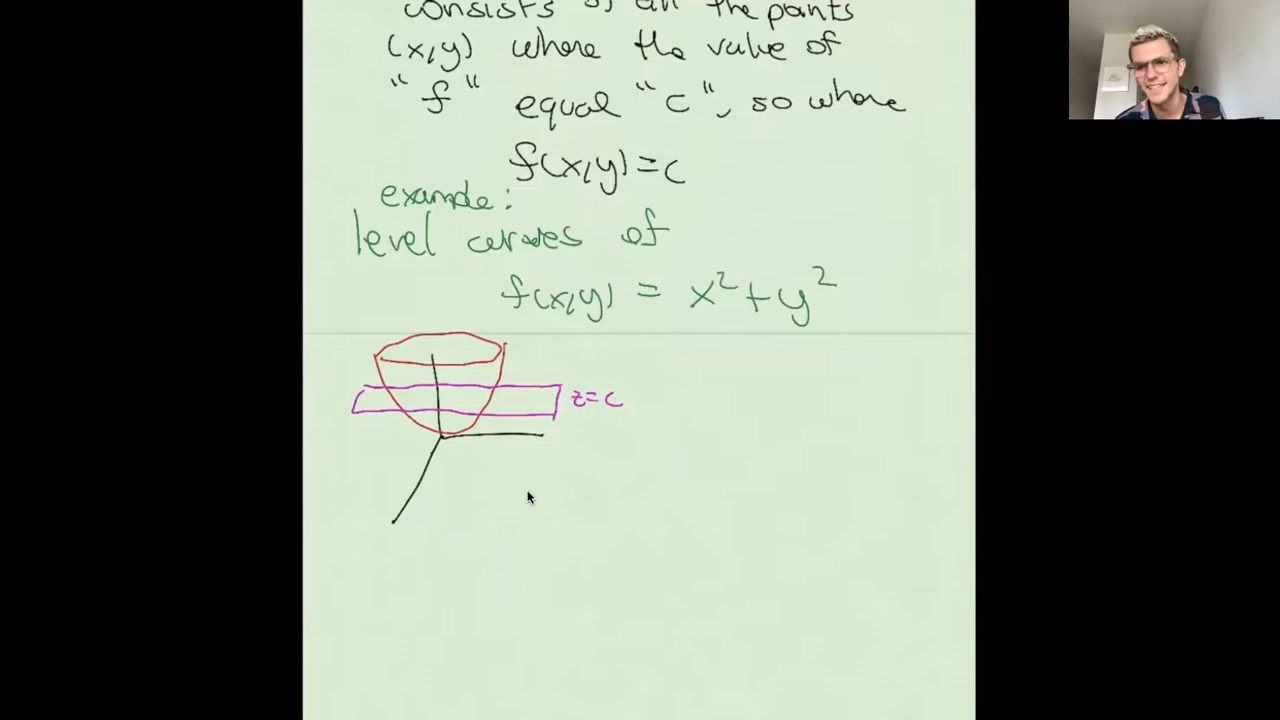 consists of all the points
(x,y) where the value of
"f" equal "c", so where
f(x,y)=c
example:
level curves of
f(x,y) = x²+y²
z=c